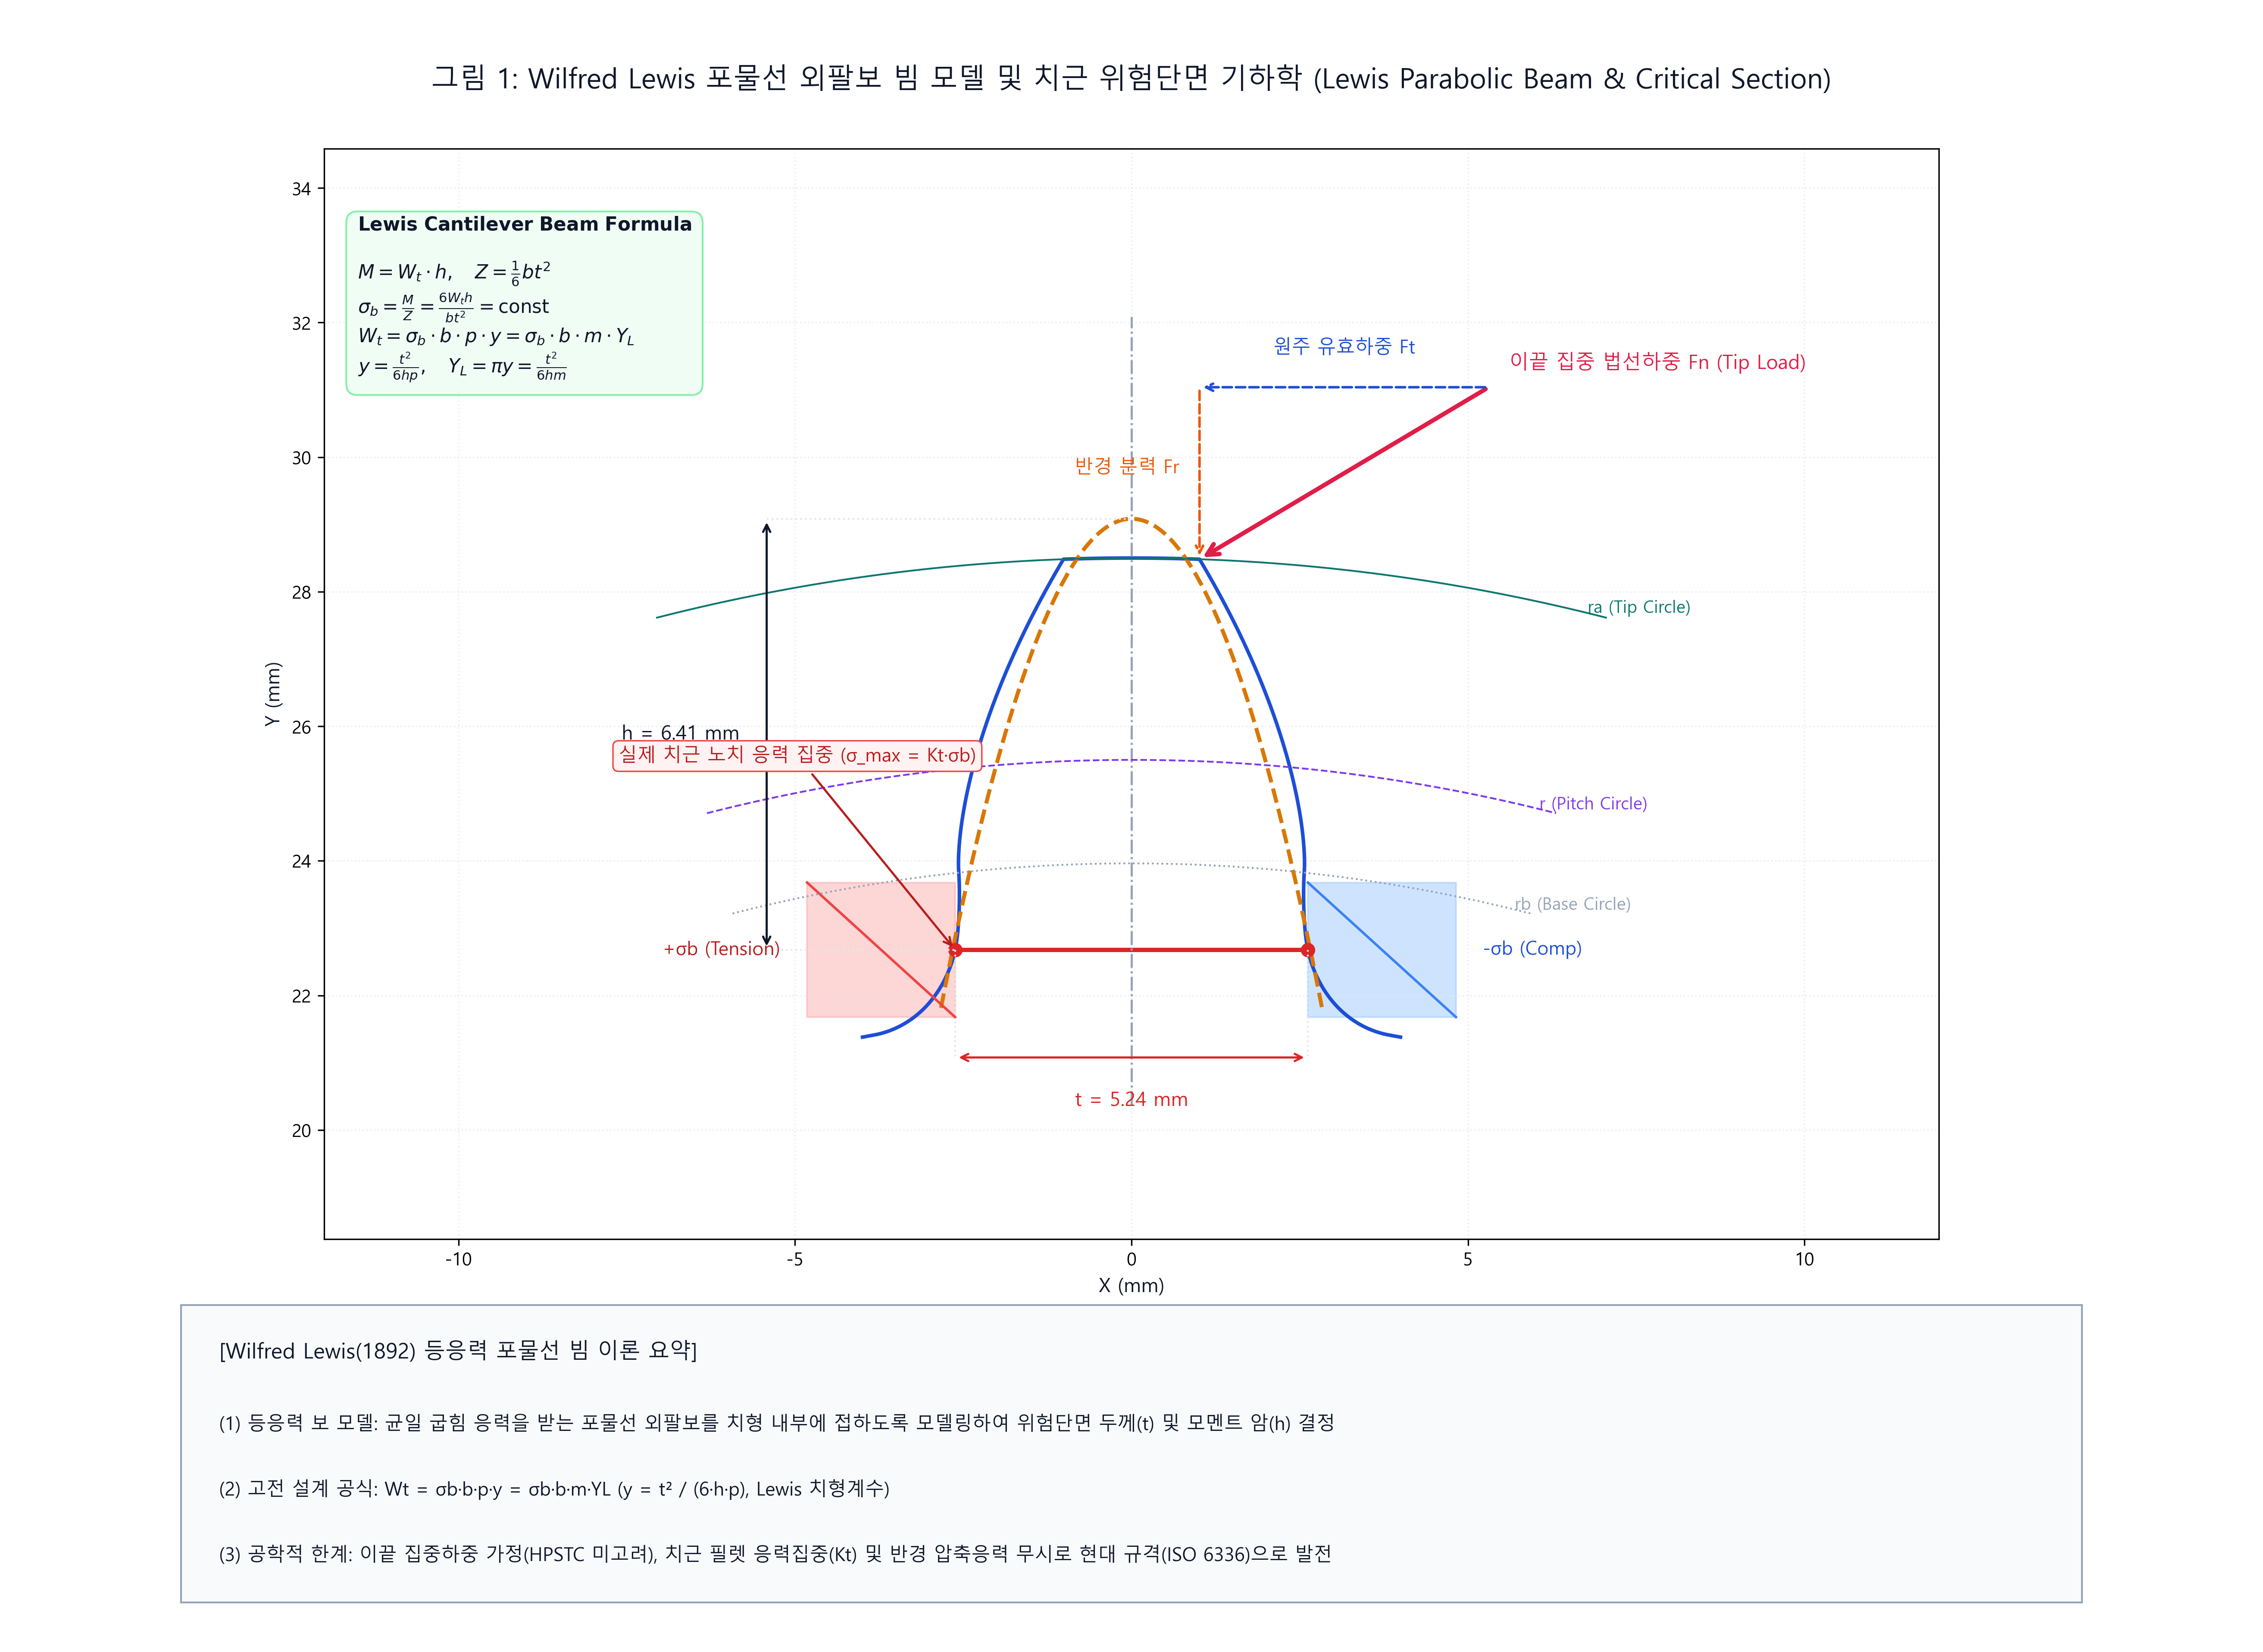 그림 1: Wilfred Lewis 포물선 외팔보 빔 모델 및 치근 위험단면 기하학 (Lewis Parabolic Beam & Critical Section)
Lewis Cantilever Beam Formula
M = W_t · h,   Z = 1/6 bt²
σ_b = M/Z = 6W_t h / bt² = const
W_t = σ_b · b · p · y = σ_b · b · m · Y_L
y = t²/6hp,   Y_L = πy = t²/6hm
원주 유효하중 Ft
이끝 집중 법선하중 Fn (Tip Load)
반경 분력 Fr
ra (Tip Circle)
h = 6.41 mm
실제 치근 노치 응력 집중 (σ_max = Kt·σb)
r (Pitch Circle)
rb (Base Circle)
+σb (Tension)
-σb (Comp)
t = 5.24 mm
34
32
30
28
26
24
22
20
Y (mm)
-10
-5
0
5
10
X (mm)
[Wilfred Lewis(1892) 등응력 포물선 빔 이론 요약]
(1) 등응력 보 모델: 균일 굽힘 응력을 받는 포물선 외팔보를 치형 내부에 접하도록 모델링하여 위험단면 두께(t) 및 모멘트 암(h) 결정
(2) 고전 설계 공식: Wt = σb·b·p·y = σb·b·m·YL (y = t² / (6·h·p), Lewis 치형계수)
(3) 공학적 한계: 이끝 집중하중 가정(HPSTC 미고려), 치근 필렛 응력집중(Kt) 및 반경 압축응력 무시로 현대 규격(ISO 6336)으로 발전